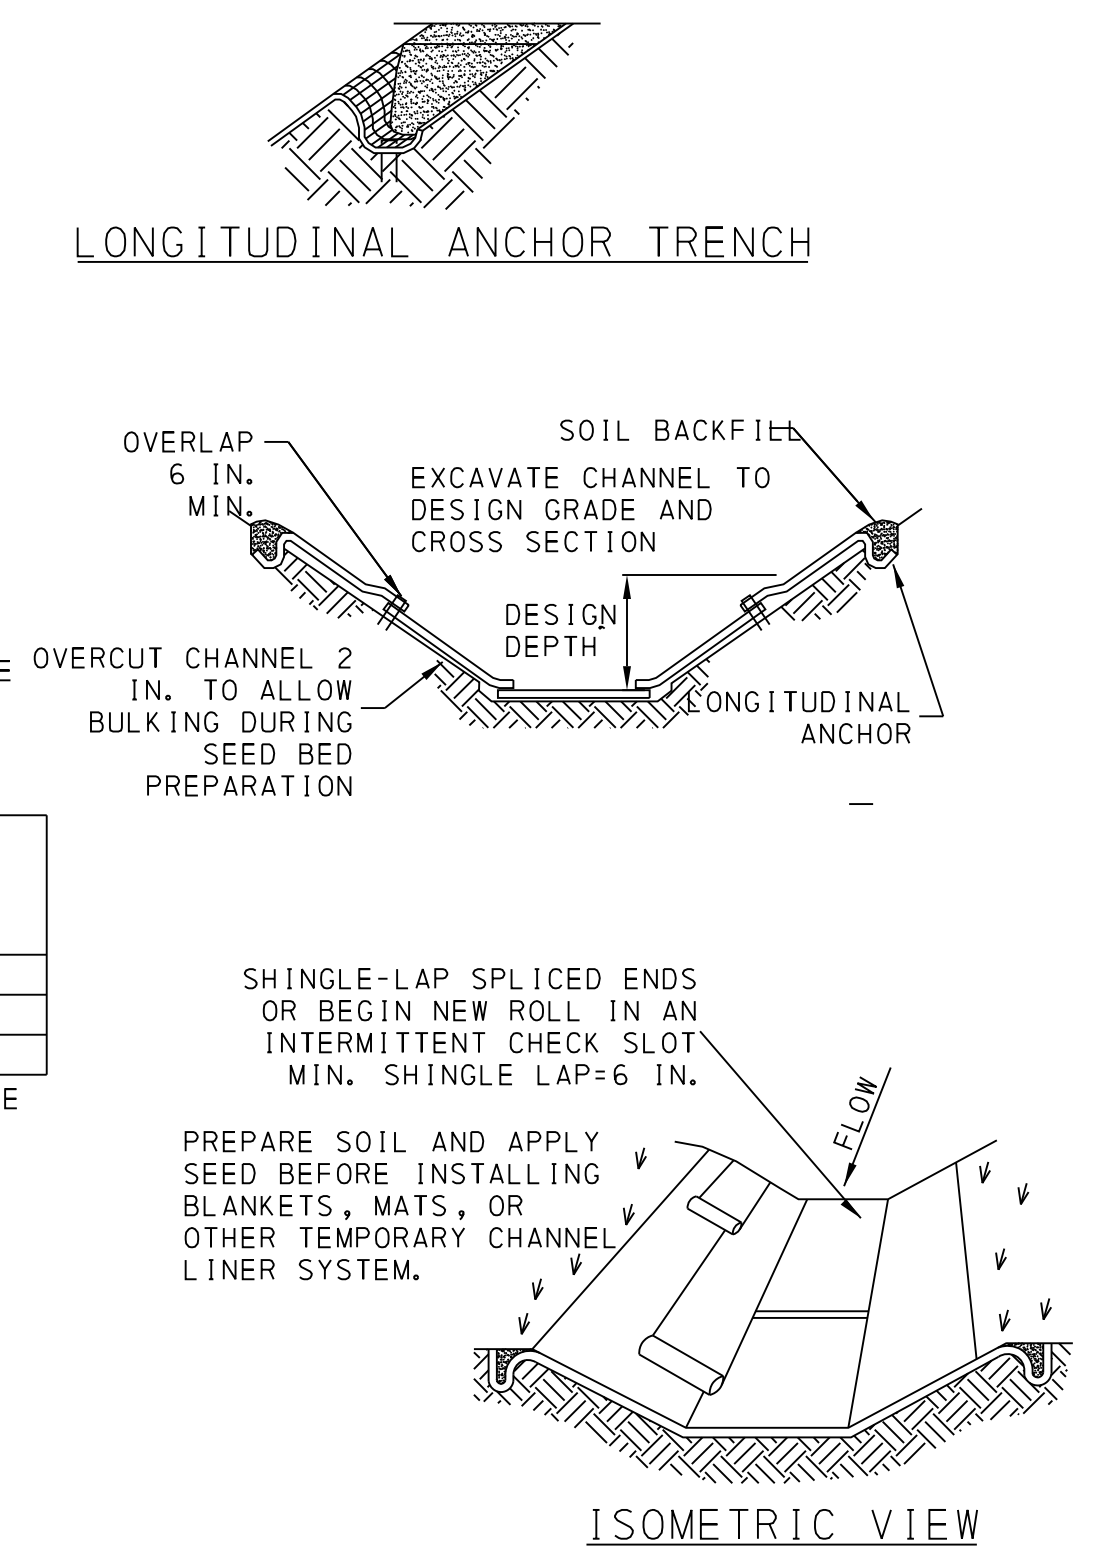 LONGITUDINAL ANCHOR TRENCH
OVERLAP
6 IN.
MIN.
SOIL BACKFILL
EXCAVATE CHANNEL TO
DESIGN GRADE AND
CROSS SECTION
DESIGN
DEPTH
E
OVERCUT CHANNEL 2
IN. TO ALLOW
BULKING DURING
SEED BED
PREPARATION
LONGITUDINAL
ANCHOR
E
SHINGLE-LAP SPLICED ENDS
OR BEGIN NEW ROLL IN AN
INTERMITTENT CHECK SLOT
MIN. SHINGLE LAP=6 IN.
FLOW
PREPARE SOIL AND APPLY
SEED BEFORE INSTALLING
BLANKETS, MATS, OR
OTHER TEMPORARY CHANNEL
LINER SYSTEM.
ISOMETRIC VIEW